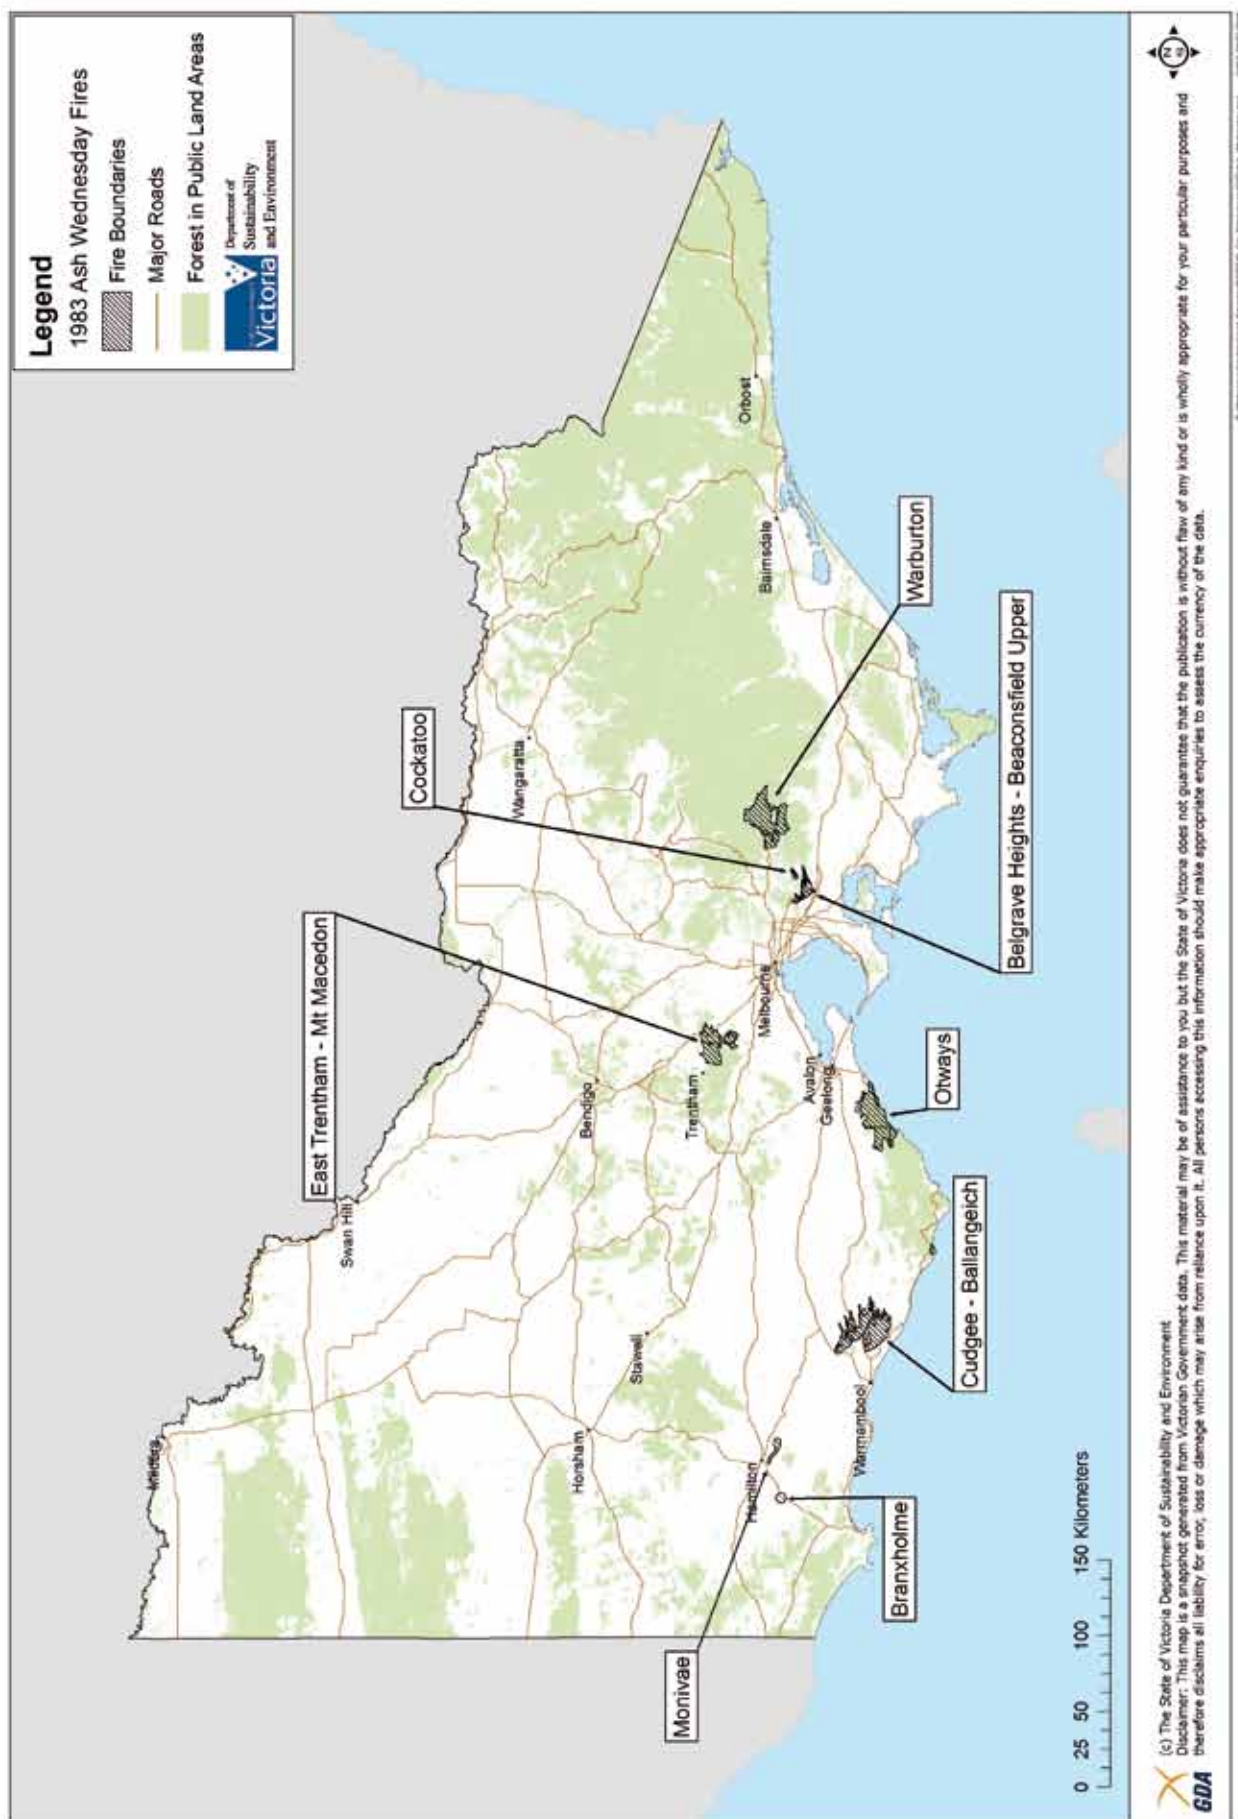 Legend
1983 Ash Wednesday Fires
Fire Boundaries
Major Roads
Forest in Public Land Areas
Victoria
Department of
Sustainability
and Environment
East Trentham - Mt Macedon
Cockatoo
Swan Hill
Wangaratta
Bendigo
Horsham
Stawell
Trentham
Orbost
Bairnsdale
Melbourne
Avalon
Geelong
Hamilton
Warrnambool
Monivae
Branxholme
Cudgee - Ballangeich
Otways
Belgrave Heights - Beaconsfield Upper
Warburton
0 25 50 100 150 Kilometers
GDA
N
(c) The State of Victoria Department of Sustainability and Environment
Disclaimer: This map is a snapshot generated from Victorian Government data. This material may be of assistance to you but the State of Victoria does not guarantee that the publication is without flaw of any kind or is wholly appropriate for your particular purposes and
therefore disclaims all liability for error, loss or damage which may arise from reliance upon it. All persons accessing this information should make appropriate enquiries to assess the currency of the data.